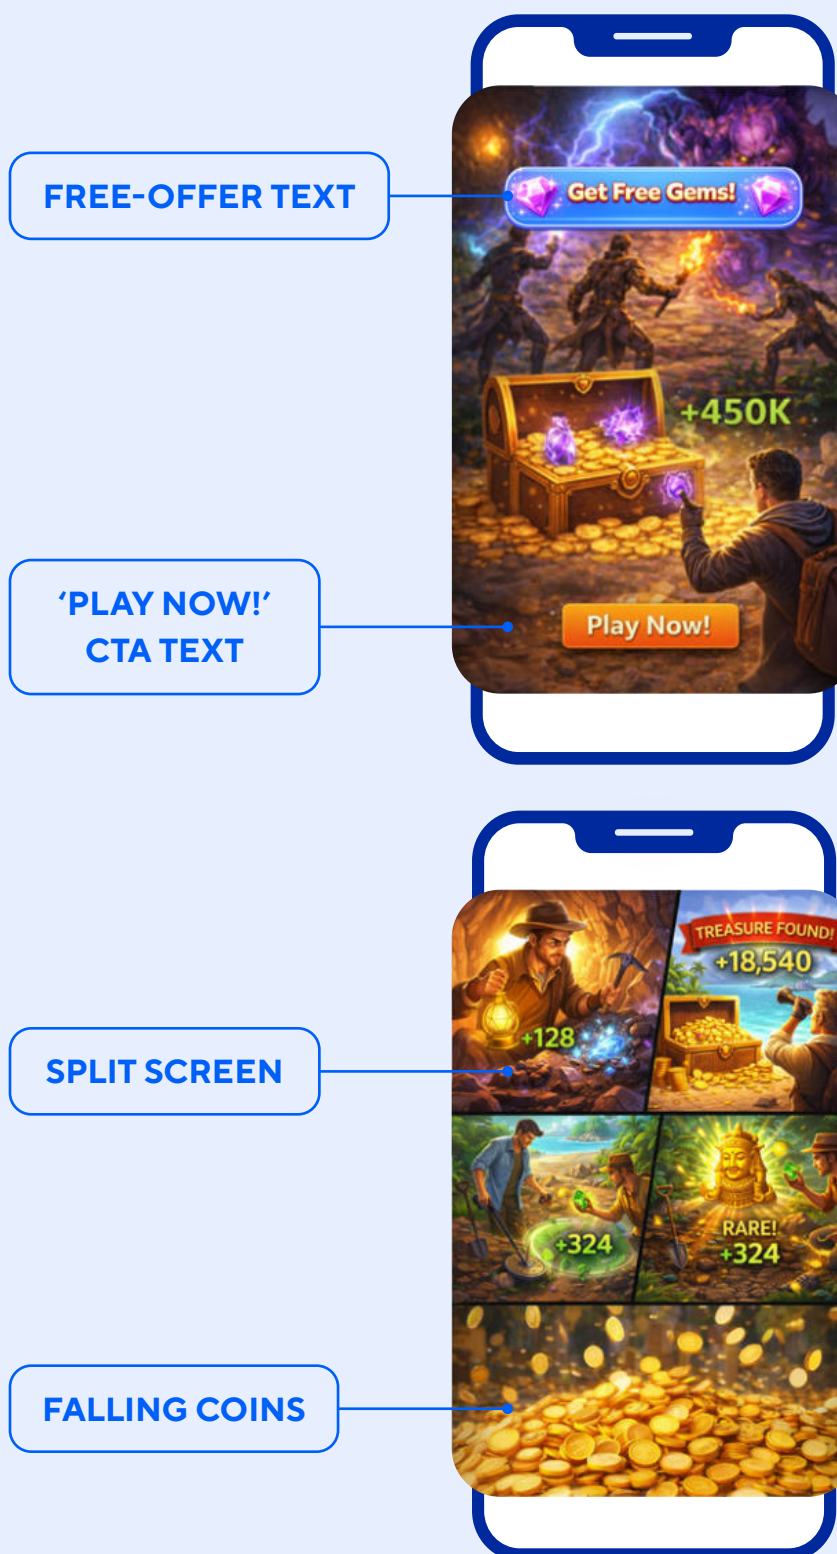 FREE-OFFER TEXT
Get Free Gems!
+450K
‘PLAY NOW!’
CTA TEXT
Play Now!
TREASURE FOUND!
+18,540
+128
SPLIT SCREEN
+324
RARE!
+324
FALLING COINS